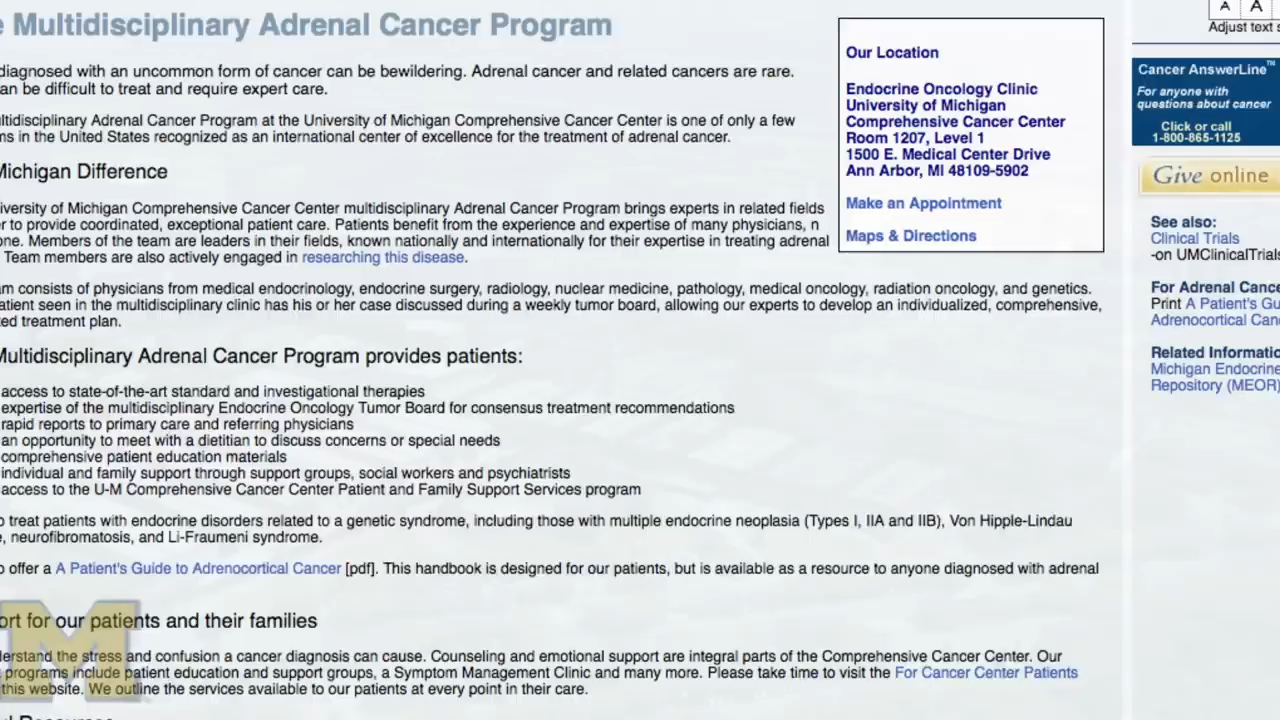 Multidisciplinary Adrenal Cancer Program
diagnosed with an uncommon form of cancer can be bewildering. Adrenal cancer and related cancers are rare.
can be difficult to treat and require expert care.
ltidisciplinary Adrenal Cancer Program at the University of Michigan Comprehensive Cancer Center is one of only a few
ms in the United States recognized as an international center of excellence for the treatment of adrenal cancer.
Michigan Difference
iversity of Michigan Comprehensive Cancer Center multidisciplinary Adrenal Cancer Program brings experts in related fields
er to provide coordinated, exceptional patient care. Patients benefit from the experience and expertise of many physicians, n
one. Members of the team are leaders in their fields, known nationally and internationally for their expertise in treating adrenal
Team members are also actively engaged in researching this disease.
am consists of physicians from medical endocrinology, endocrine surgery, radiology, nuclear medicine, pathology, medical oncology, radiation oncology, and genetics.
atient seen in the multidisciplinary clinic has his or her case discussed during a weekly tumor board, allowing our experts to develop an individualized, comprehensive,
ted treatment plan.
Multidisciplinary Adrenal Cancer Program provides patients:
access to state-of-the-art standard and investigational therapies
expertise of the multidisciplinary Endocrine Oncology Tumor Board for consensus treatment recommendations
rapid reports to primary care and referring physicians
an opportunity to meet with a dietitian to discuss concerns or special needs
comprehensive patient education materials
individual and family support through support groups, social workers and psychiatrists
access to the U-M Comprehensive Cancer Center Patient and Family Support Services program
o treat patients with endocrine disorders related to a genetic syndrome, including those with multiple endocrine neoplasia (Types I, IIA and IIB), Von Hipple-Lindau
e, neurofibromatosis, and Li-Fraumeni syndrome.
o offer a A Patient's Guide to Adrenocortical Cancer [pdf]. This handbook is designed for our patients, but is available as a resource to anyone diagnosed with adrenal
ort for our patients and their families
derstand the stress and confusion a cancer diagnosis can cause. Counseling and emotional support are integral parts of the Comprehensive Cancer Center. Our
programs include patient education and support groups, a Symptom Management Clinic and many more. Please take time to visit the For Cancer Center Patients
this website. We outline the services available to our patients at every point in their care.
M
Our Location
Endocrine Oncology Clinic
University of Michigan
Comprehensive Cancer Center
Room 1207, Level 1
1500 E. Medical Center Drive
Ann Arbor, MI 48109-5902
Make an Appointment
Maps & Directions
A A
Adjust text s
Cancer AnswerLine™
For anyone with
questions about cancer
Click or call
1-800-865-1125
Give online
See also:
Clinical Trials
-on UMClinicalTrials
For Adrenal Cance
Print A Patient's Gu
Adrenocortical Can
Related Informatio
Michigan Endocrine
Repository (MEOR)